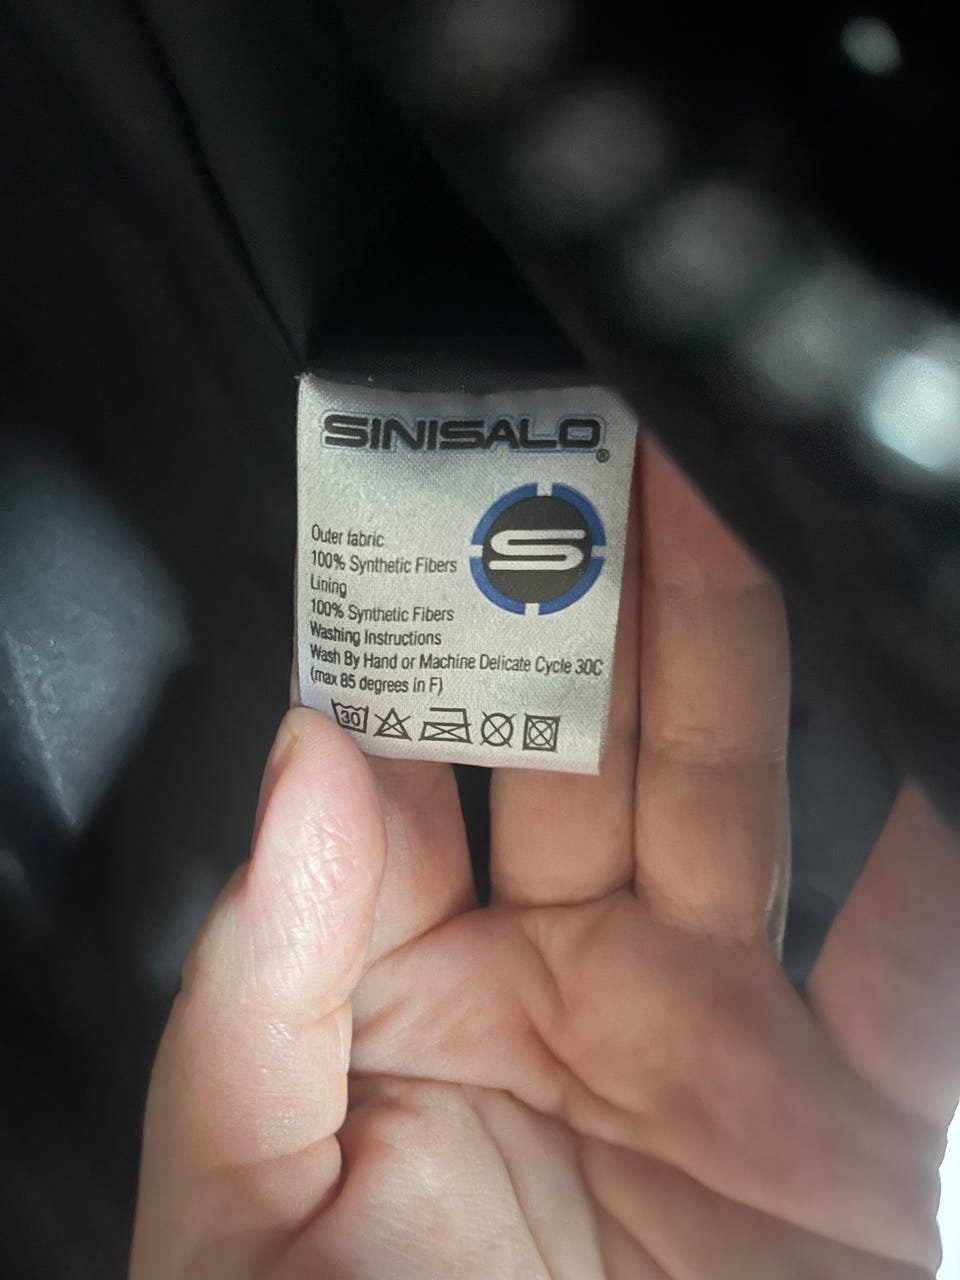 SINISALO®
S
Outer fabric
100% Synthetic Fibers
Lining
100% Synthetic Fibers
Washing Instructions
Wash By Hand or Machine Delicate Cycle 30C
(max 85 degrees in F)
30